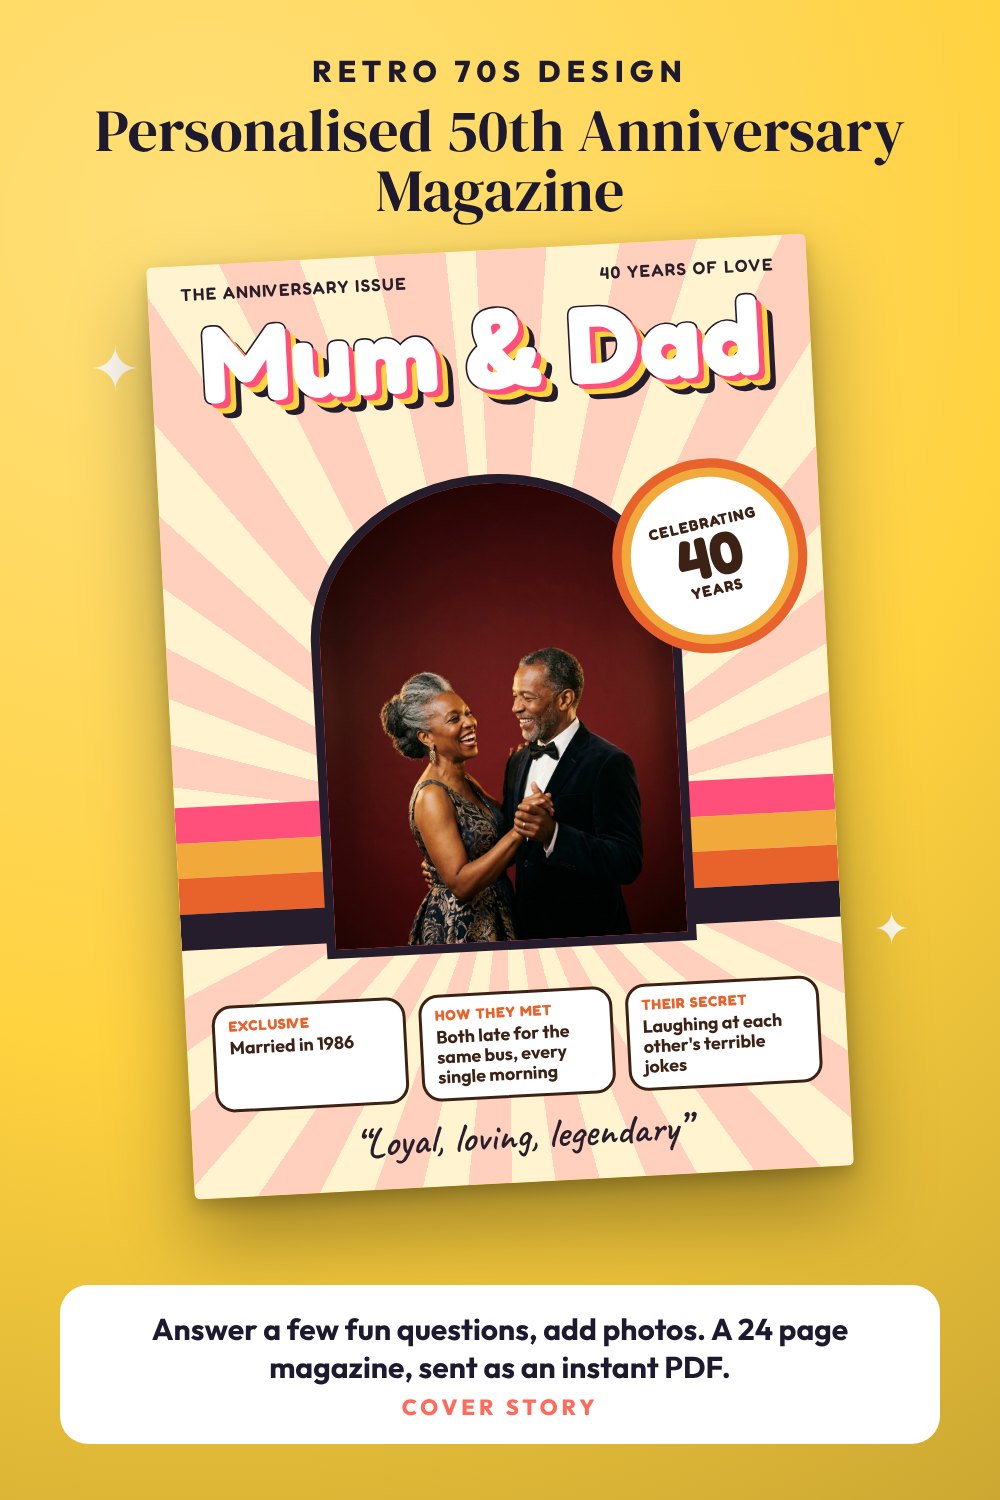 RETRO 70S DESIGN
Personalised 50th Anniversary
Magazine
THE ANNIVERSARY ISSUE
40 YEARS OF LOVE
Mum & Dad
CELEBRATING
40
YEARS
EXCLUSIVE
Married in 1986
HOW THEY MET
Both late for the
same bus, every
single morning
THEIR SECRET
Laughing at each
other's terrible
jokes
“Loyal, loving, legendary”
Answer a few fun questions, add photos. A 24 page
magazine, sent as an instant PDF.
COVER STORY